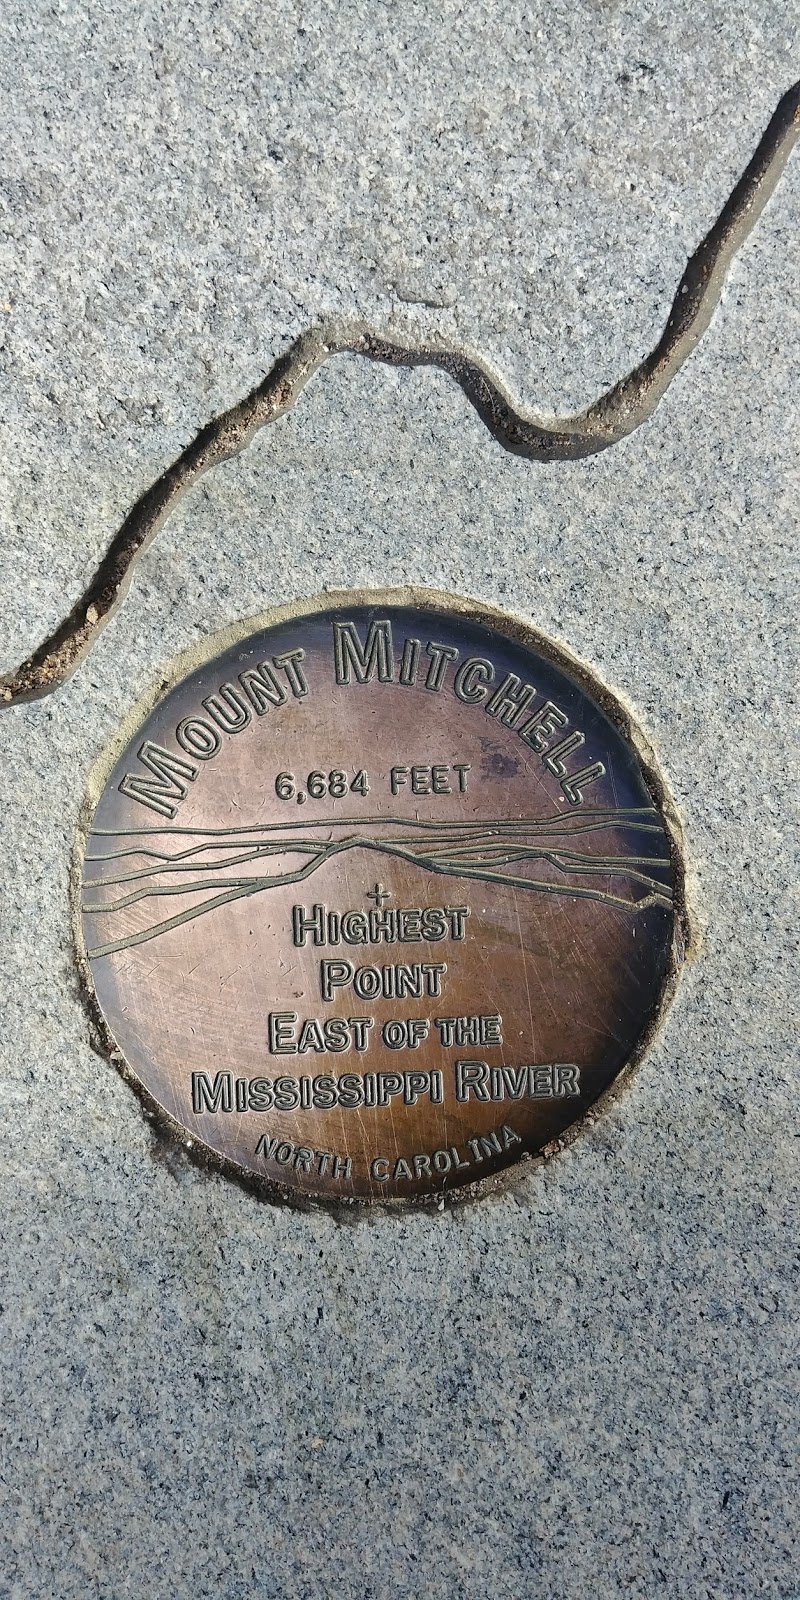 MOUNT MITCHELL
6,684 FEET
HIGHEST
POINT
EAST OF THE
MISSISSIPPI RIVER
NORTH CAROLINA